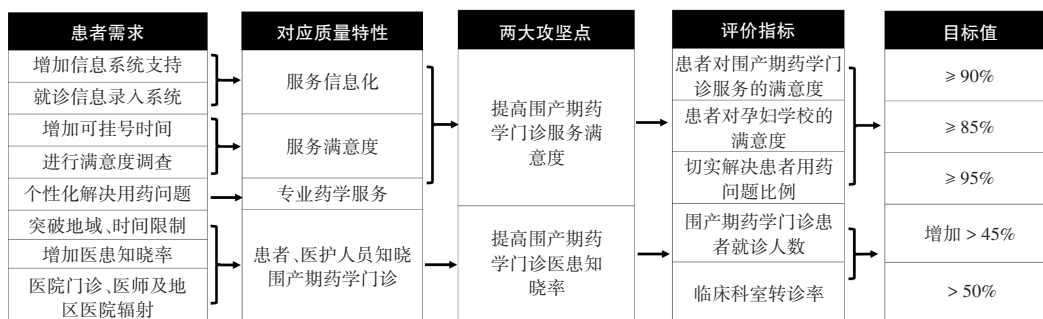 患者需求
增加信息系统支持
就诊信息录入系统
增加可挂号时间
进行满意度调查
个性化解决用药问题
突破地域、时间限制
增加医患知晓率
医院门诊、医师及地
区医院辐射
对应质量特性
服务信息化
服务满意度
专业药学服务
患者、医护人员知晓
围产期药学门诊
两大攻坚点
提高围产期药
学门诊服务满
意度
提高围产期药
学门诊医患知
晓率
评价指标
患者对围产期药学门
诊服务的满意度
患者对孕妇学校的
满意度
切实解决患者用药
问题比例
围产期药学门诊患
者就诊人数
临床科室转诊率
目标值
≥90%
≥85%
≥95%
增加>45%
>50%